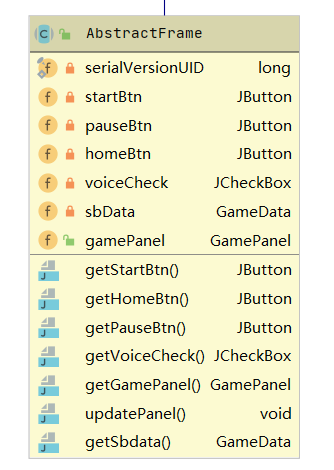 AbstractFrame
serialVersionUID long
startBtn JButton
pauseBtn JButton
homeBtn JButton
voiceCheck JCheckBox
sbData GameData
gamePanel GamePanel
getStartBtn() JButton
getHomeBtn() JButton
getPauseBtn() JButton
getVoiceCheck() JCheckBox
getGamePanel() GamePanel
updatePanel() void
getSbdata() GameData